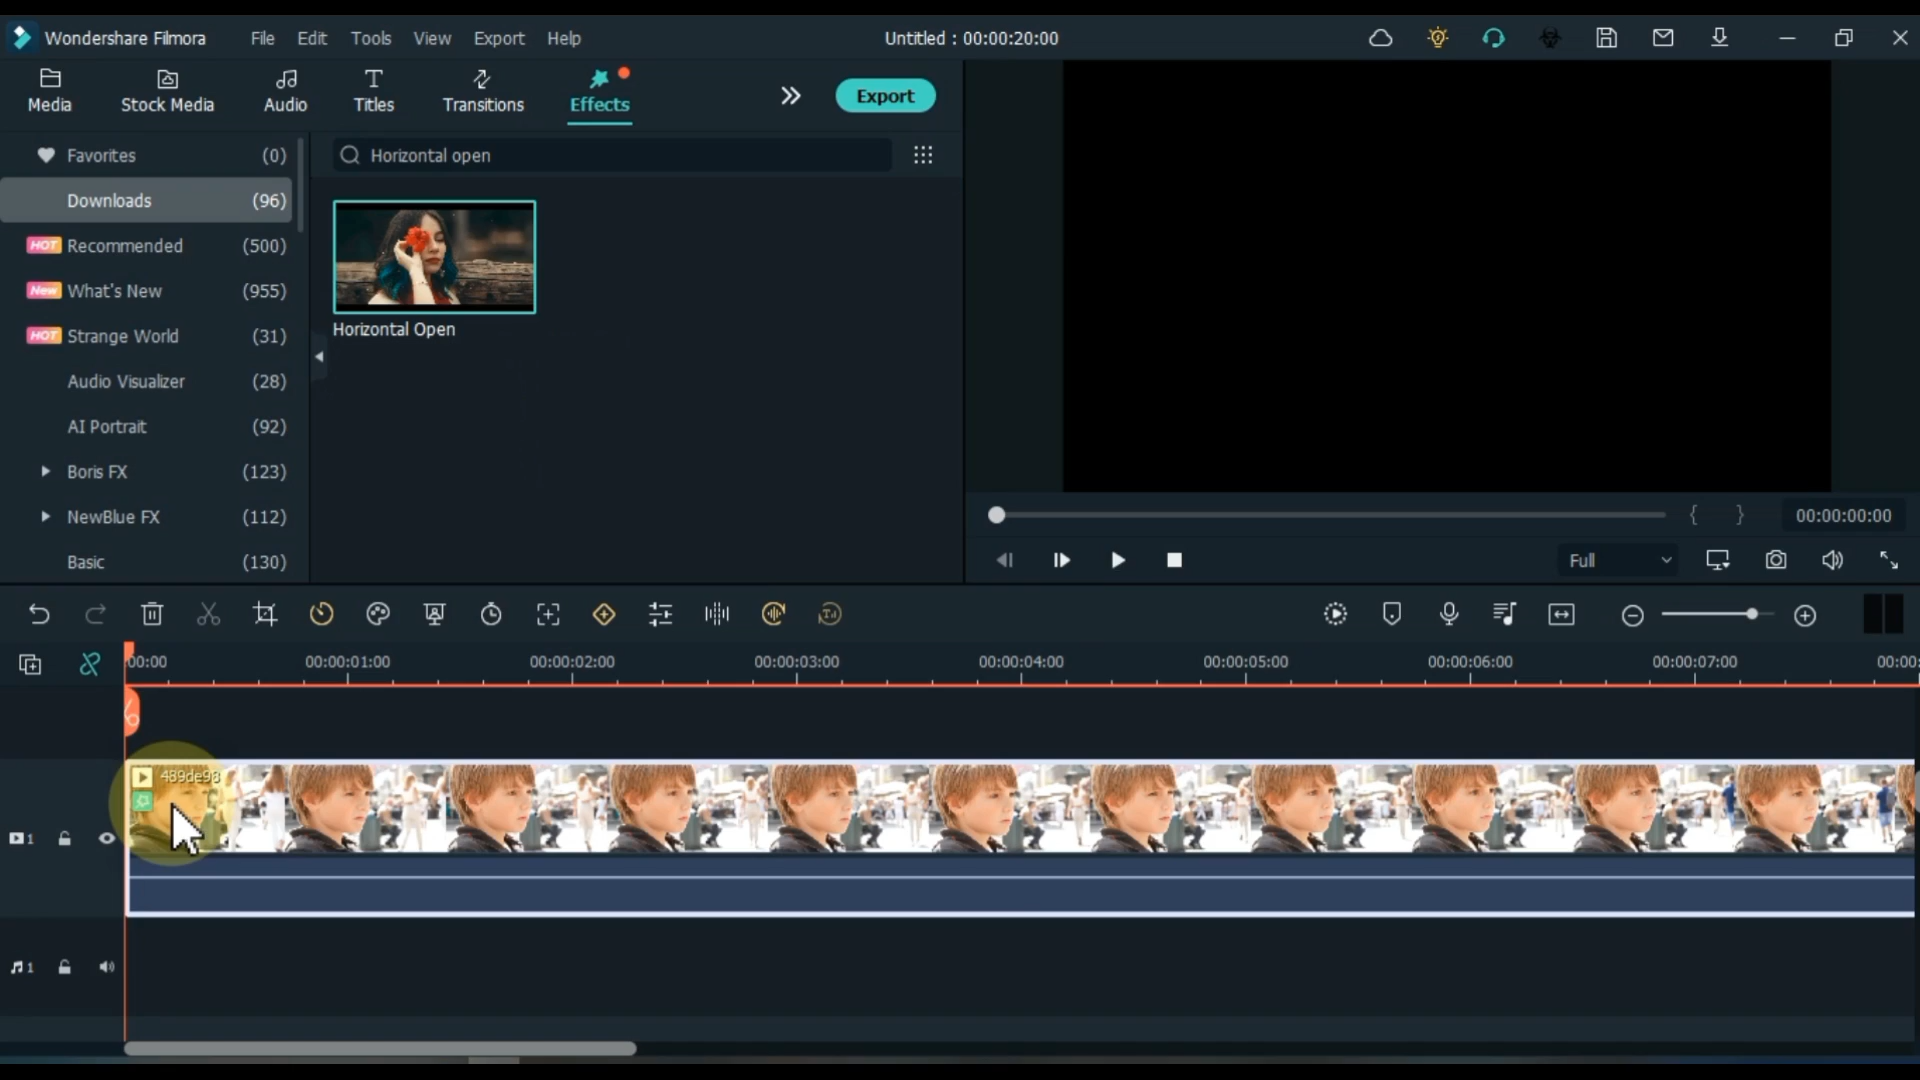 Wondershare Filmora File Edit Tools View Export Help Untitled : 00:00:20:00
Media Stock Media Audio Titles Transitions Effects Export
Favorites (0)
Horizontal open
Downloads (96)
HOT Recommended (500)
New What's New (955)
HOT Strange World (31)
Audio Visualizer (28)
AI Portrait (92)
Boris FX (123)
NewBlue FX (112)
Basic (130)
Horizontal Open
00:00:00:00
Full
00:00 00:00:01:00 00:00:02:00 00:00:03:00 00:00:04:00 00:00:05:00 00:00:06:00 00:00:07:00 00:00:
1
1